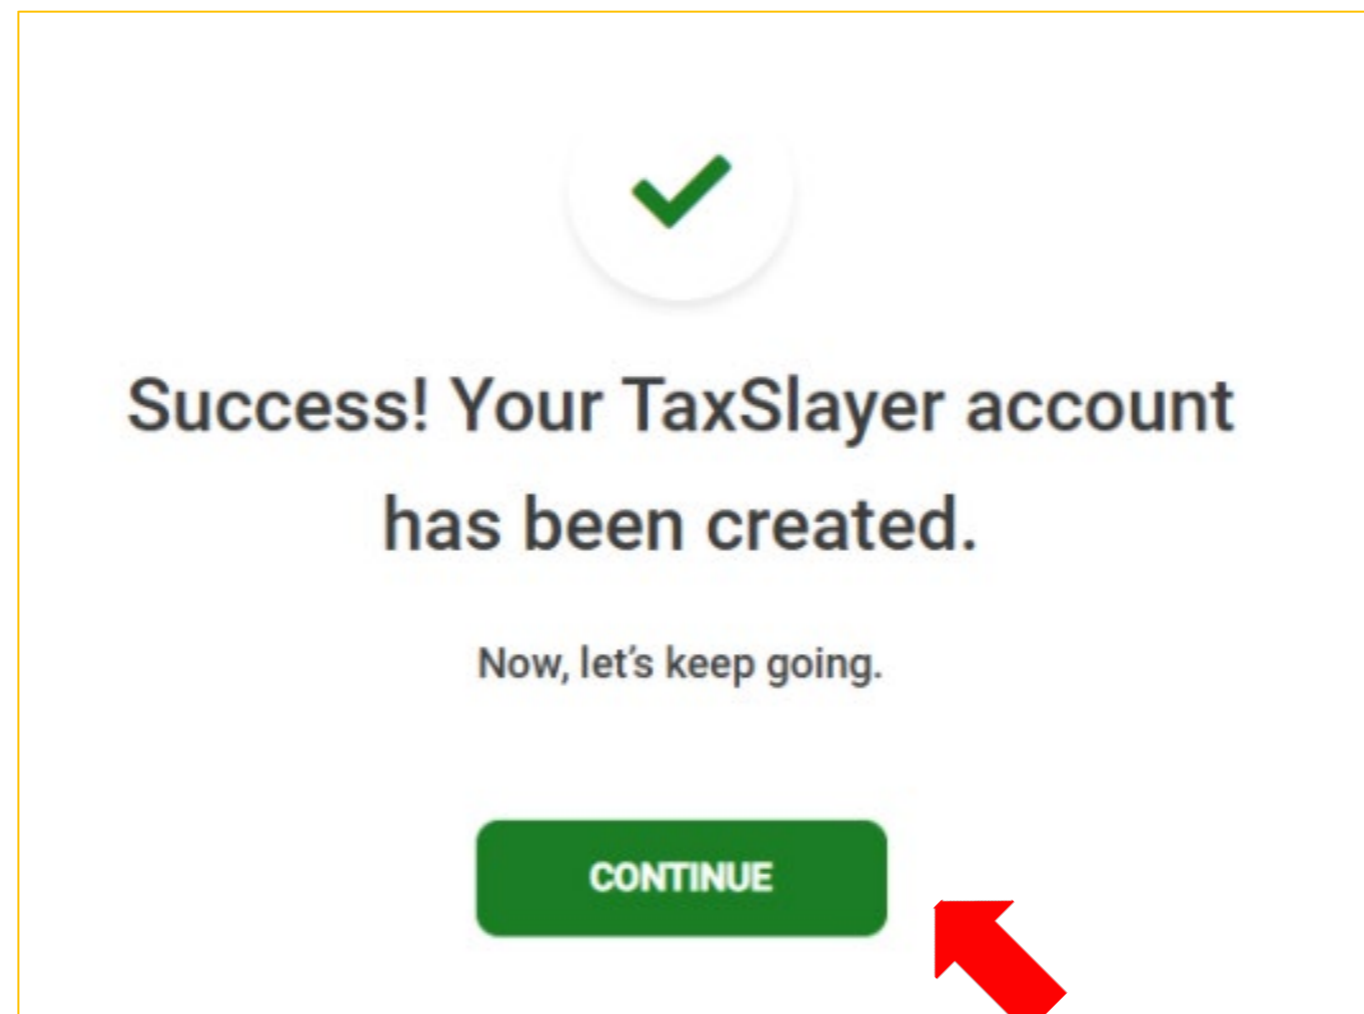 Success! Your TaxSlayer account
has been created.
Now, let’s keep going.
CONTINUE